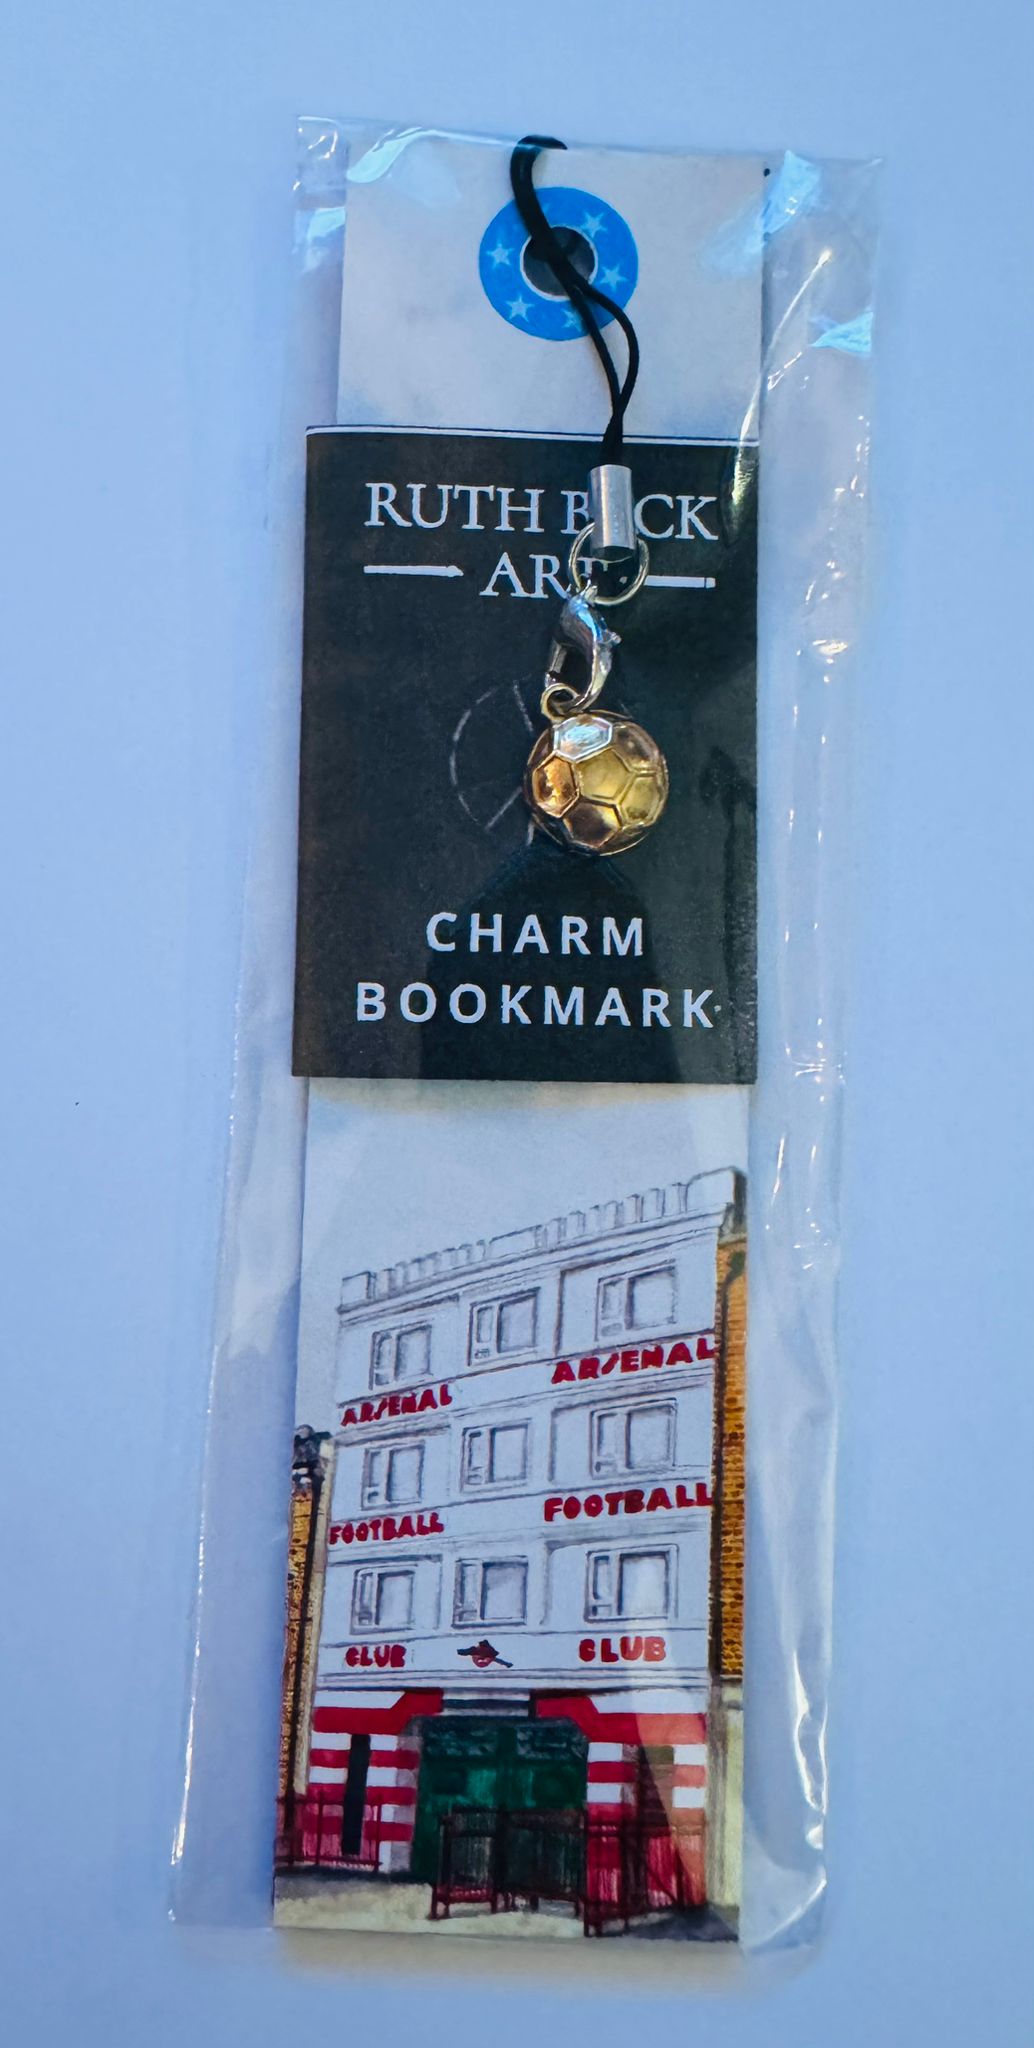 RUTH
CHARM
BOOKMARK
ARSENAL ARSENAL
FOOTBALL FOOTBALL
CLUB CLUB